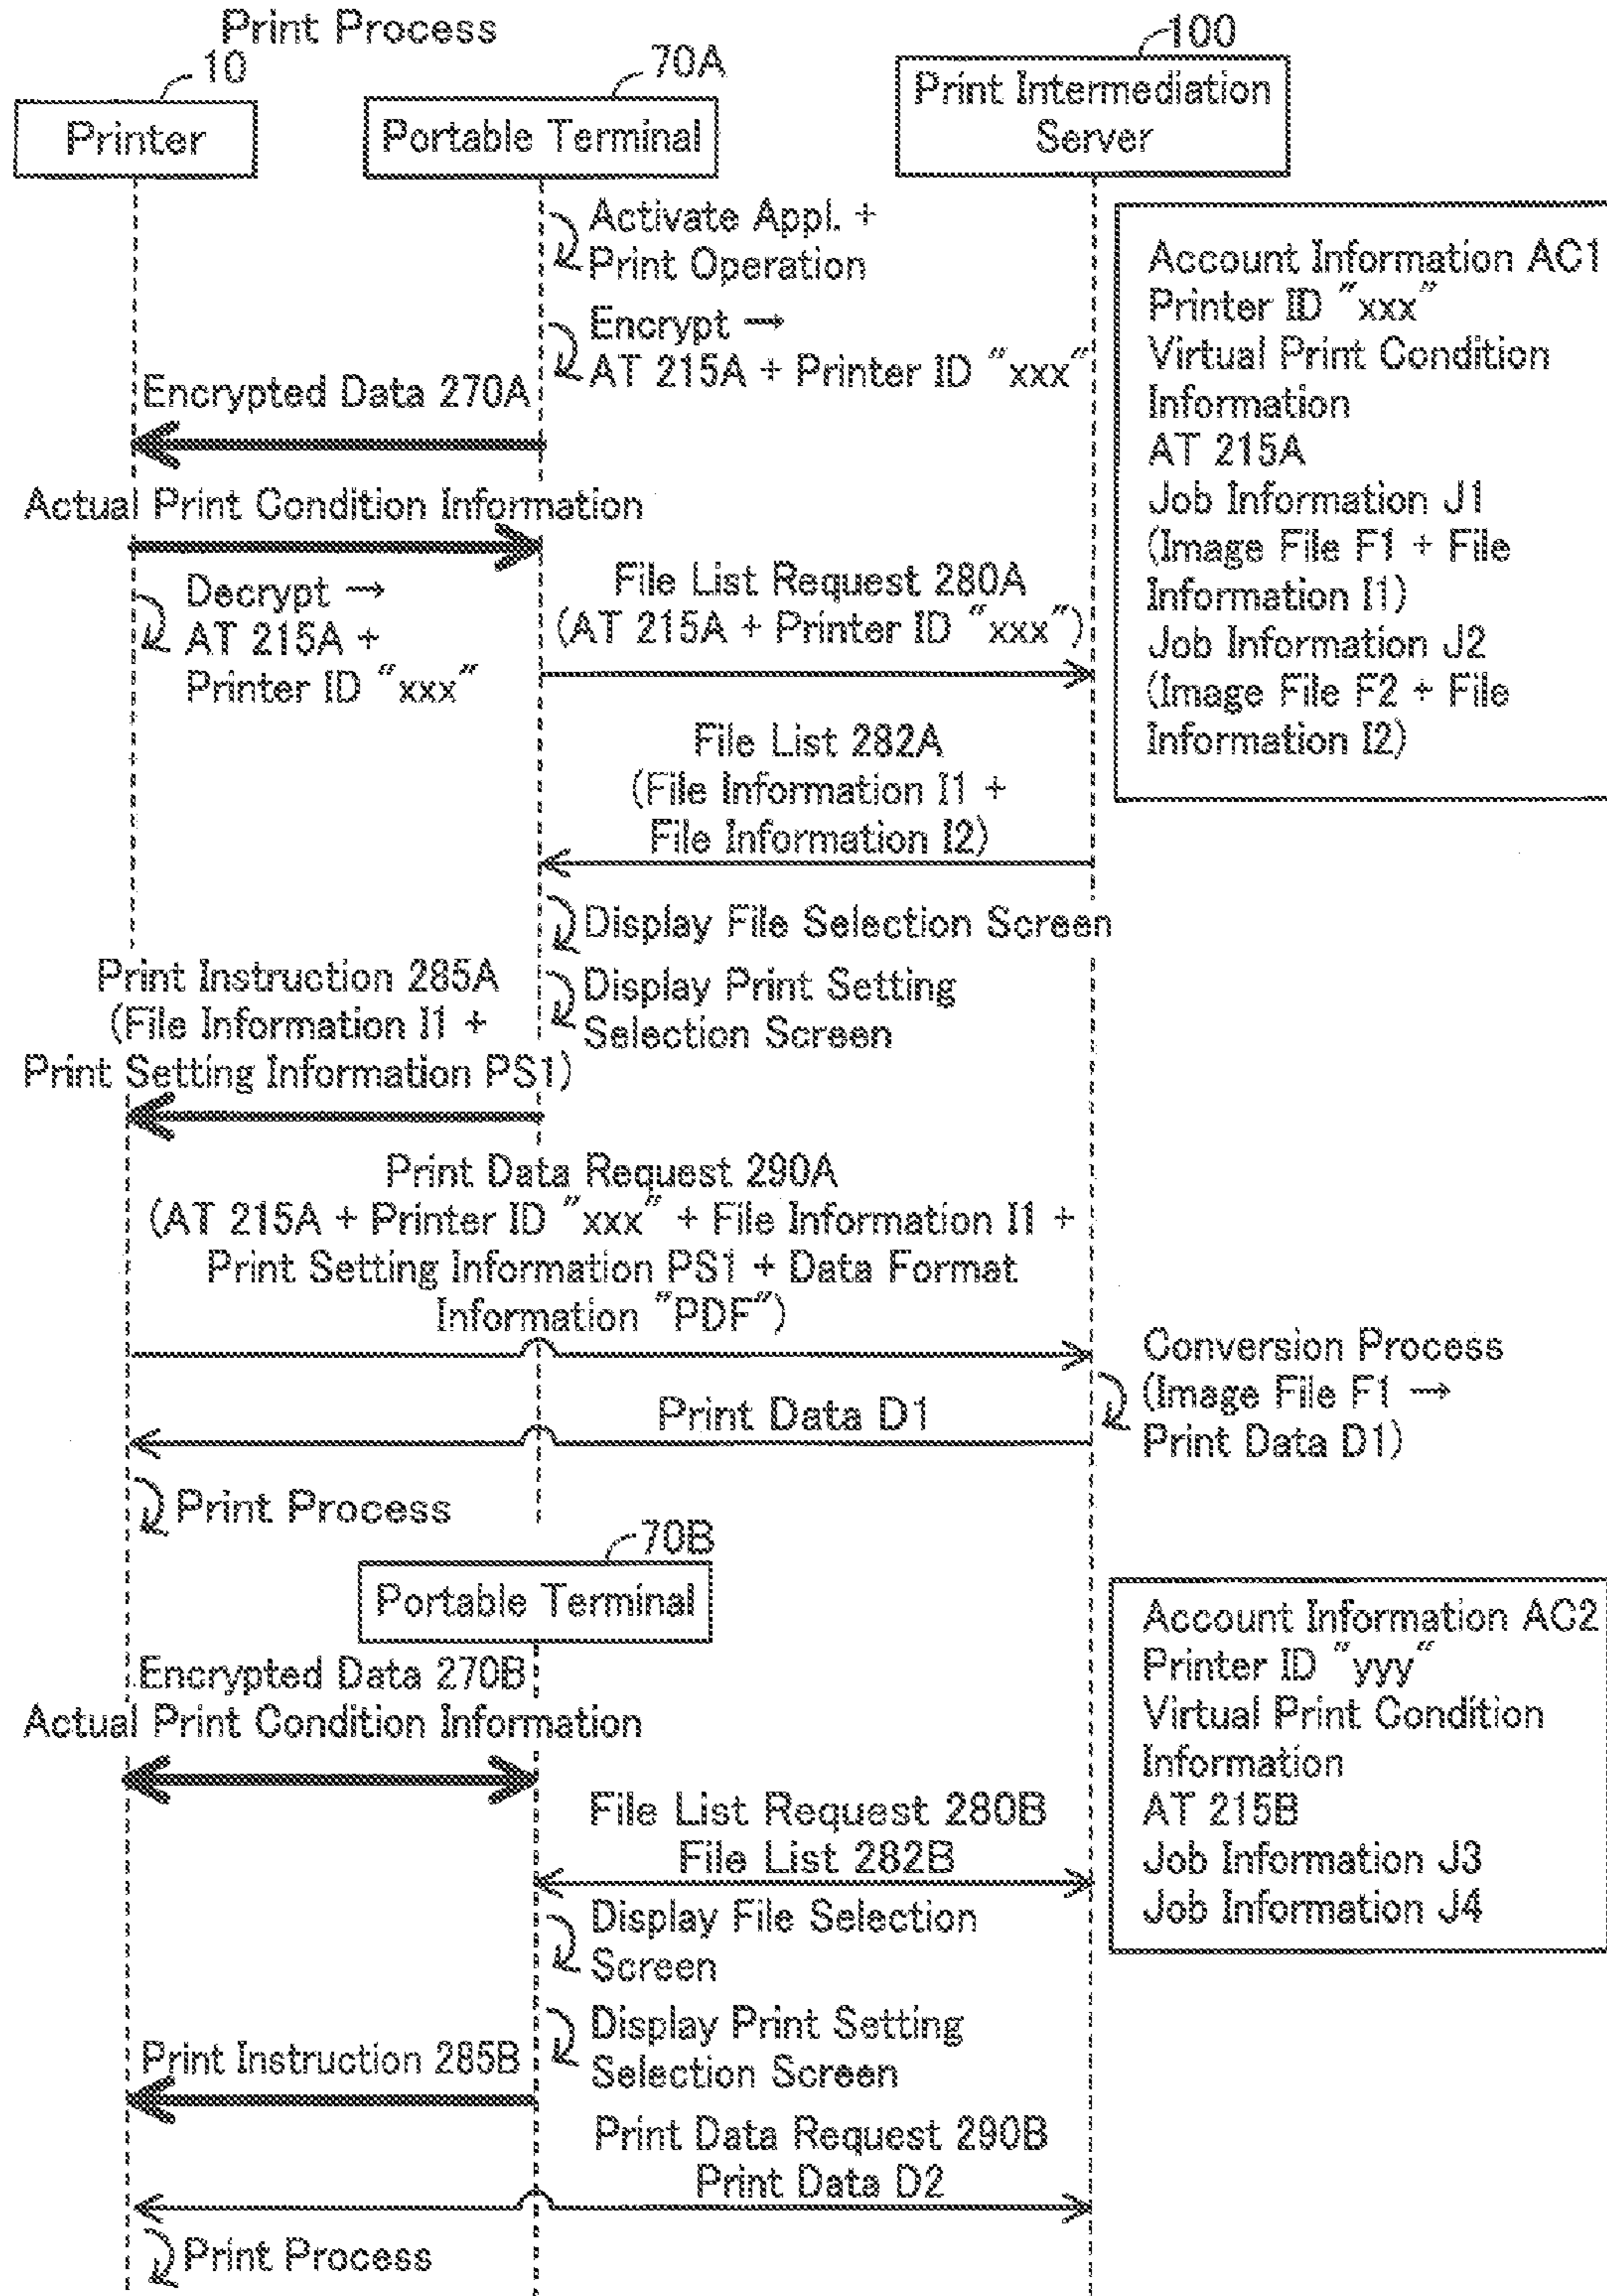 Print Process
10
70A
100
Printer
Portable Terminal
Print Intermediation
Server
Activate Appl. +
Print Operation
Encrypt →
AT 215A + Printer ID "xxx"
Account Information AC1
Printer ID "xxx"
Virtual Print Condition
Information
AT 215A
Job Information J1
(Image File F1 + File
Information I1)
Job Information J2
(Image File F2 + File
Information I2)
Encrypted Data 270A
Actual Print Condition Information
Decrypt →
AT 215A +
Printer ID "xxx"
File List Request 280A
(AT 215A + Printer ID "xxx")
File List 282A
(File Information I1 +
File Information I2)
Display File Selection Screen
Display Print Setting
Selection Screen
Print Instruction 285A
(File Information I1 +
Print Setting Information PS1)
Print Data Request 290A
(AT 215A + Printer ID "xxx" + File Information I1 +
Print Setting Information PS1 + Data Format
Information "PDF")
Conversion Process
(Image File F1 →
Print Data D1)
Print Data D1
Print Process
70B
Portable Terminal
Account Information AC2
Printer ID "yyy"
Virtual Print Condition
Information
AT 215B
Job Information J3
Job Information J4
Encrypted Data 270B
Actual Print Condition Information
File List Request 280B
File List 282B
Display File Selection
Screen
Display Print Setting
Selection Screen
Print Instruction 285B
Print Data Request 290B
Print Data D2
Print Process